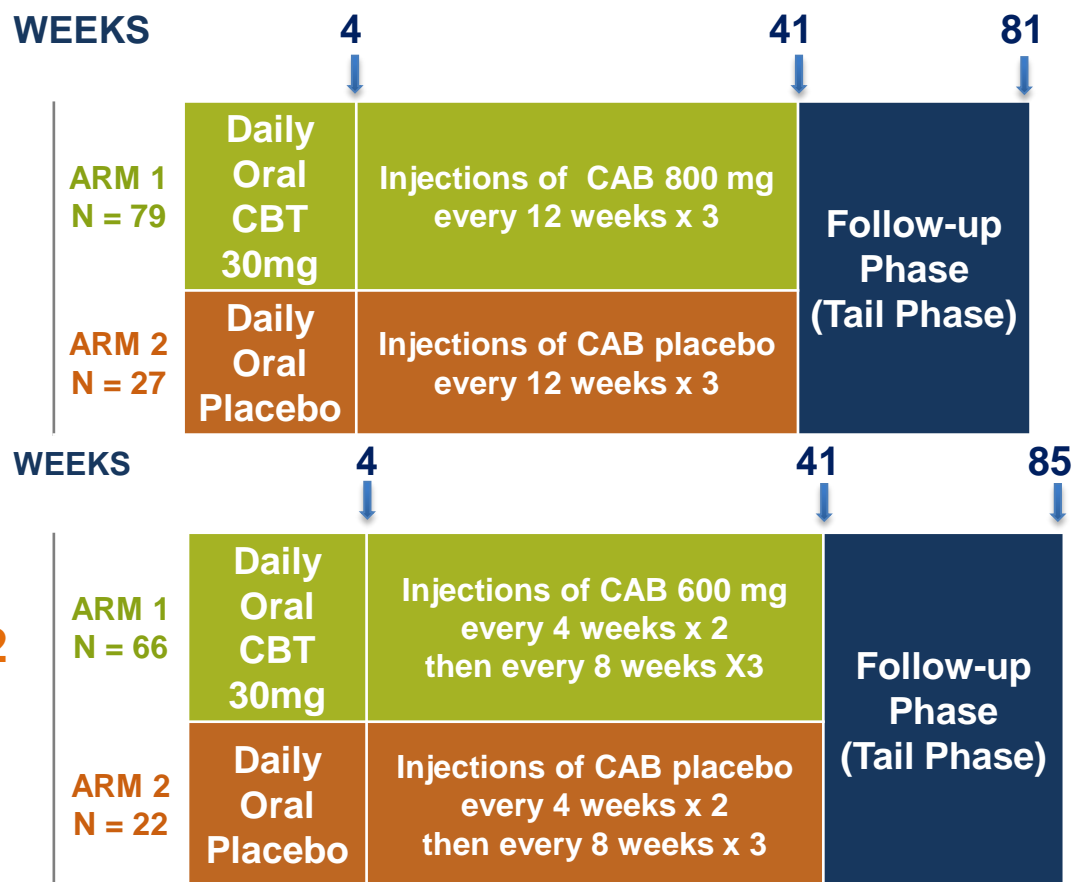 WEEKS 4 41 81
ARM 1
N = 79
Daily
Oral
CBT
30mg
Injections of CAB 800 mg
every 12 weeks x 3
Follow-up
Phase
(Tail Phase)
ARM 2
N = 27
Daily
Oral
Placebo
Injections of CAB placebo
every 12 weeks x 3
WEEKS 4 41 85
2
ARM 1
N = 66
Daily
Oral
CBT
30mg
Injections of CAB 600 mg
every 4 weeks x 2
then every 8 weeks X3
Follow-up
Phase
(Tail Phase)
ARM 2
N = 22
Daily
Oral
Placebo
Injections of CAB placebo
every 4 weeks x 2
then every 8 weeks x 3